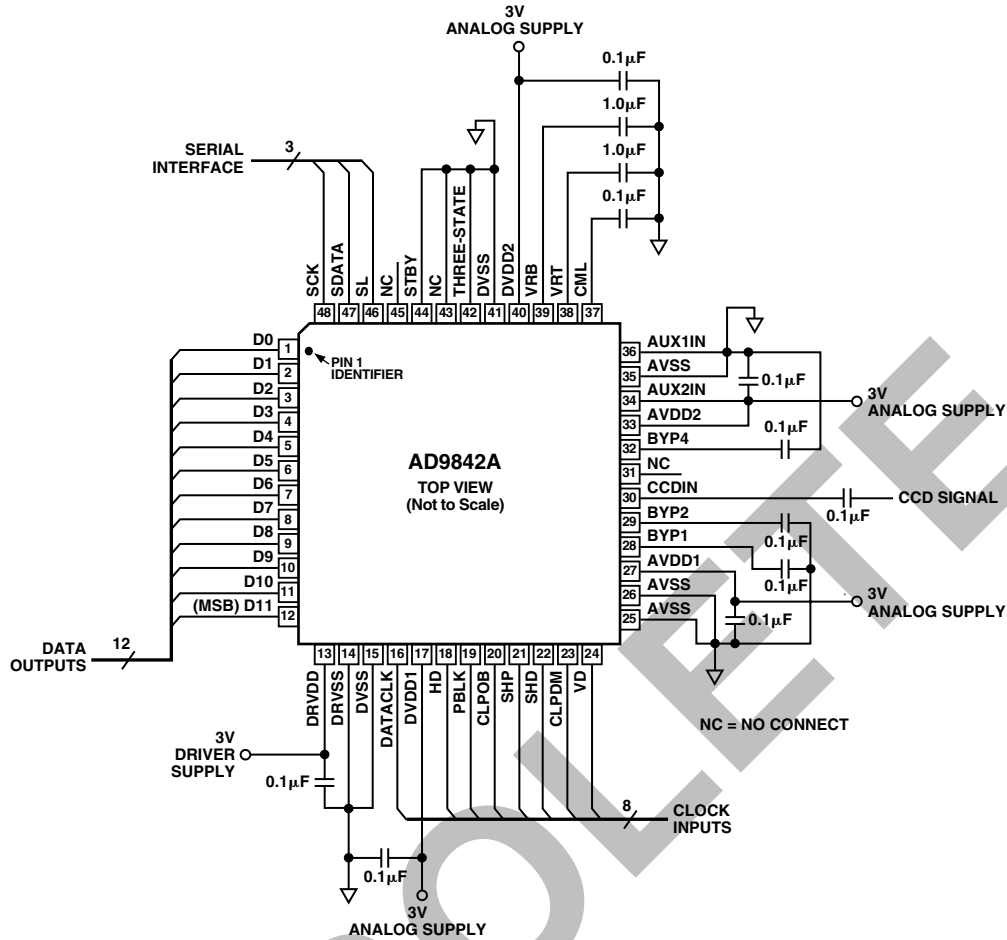 3V
ANALOG SUPPLY
0.1μF
1.0μF
1.0μF
0.1μF
SERIAL
INTERFACE
3
SCK
SDATA
SL
NC
STBY
NC
THREE-STATE
DVSS
DVDD2
VRB
VRT
CML
48 47 46 45 44 43 42 41 40 39 38 37
D0 1
D1 2
D2 3
D3 4
D4 5
D5 6
D6 7
D7 8
D8 9
D9 10
D10 11
(MSB) D11 12
PIN 1
IDENTIFIER
AD9842A
TOP VIEW
(Not to Scale)
36 AUX1IN
35 AVSS
34 AUX2IN
33 AVDD2
32 BYP4
31 NC
30 CCDIN
29 BYP2
28 BYP1
27 AVDD1
26 AVSS
25 AVSS
0.1μF
3V
ANALOG SUPPLY
0.1μF
CCD SIGNAL
0.1μF
0.1μF
0.1μF
3V
ANALOG SUPPLY
0.1μF
DATA
OUTPUTS
12
13 14 15 16 17 18 19 20 21 22 23 24
DRVDD
DRVSS
DVSS
DATACLK
DVDD1
HD
PBLK
CLPOB
SHP
SHD
CLPDM
VD
NC = NO CONNECT
3V
DRIVER
SUPPLY
0.1μF
8
CLOCK
INPUTS
0.1μF
3V
ANALOG SUPPLY
OLETE